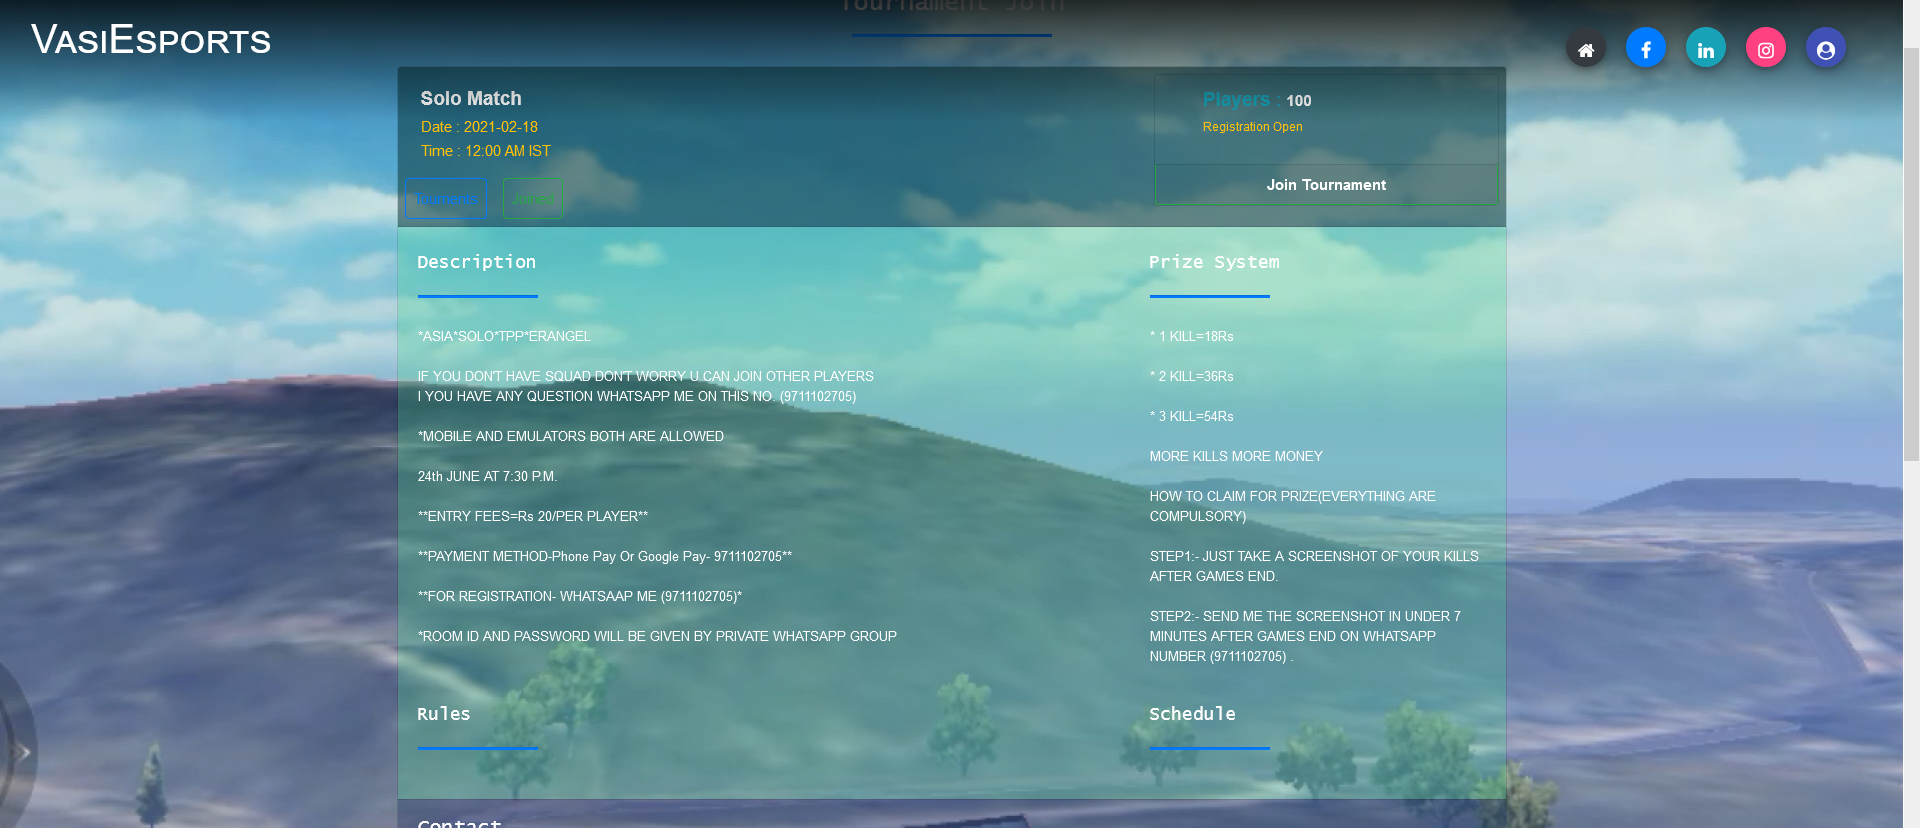 Tournament Join
VASIESPORTS
Solo Match
Date : 2021-02-18
Time : 12:00 AM IST
Players : 100
Registration Open
Join Tournament
Description
*ASIA*SOLO*TPP*ERANGEL
IF YOU DON'T HAVE SQUAD DON'T WORRY U CAN JOIN OTHER PLAYERS
I YOU HAVE ANY QUESTION WHATSAPP ME ON THIS NO. (9711102705)
*MOBILE AND EMULATORS BOTH ARE ALLOWED
24th JUNE AT 7:30 P.M.
**ENTRY FEES=Rs 20/PER PLAYER**
**PAYMENT METHOD-Phone Pay Or Google Pay- 9711102705**
**FOR REGISTRATION- WHATSAAP ME (9711102705)*
*ROOM ID AND PASSWORD WILL BE GIVEN BY PRIVATE WHATSAPP GROUP
Prize System
* 1 KILL=18Rs
* 2 KILL=36Rs
* 3 KILL=54Rs
MORE KILLS MORE MONEY
HOW TO CLAIM FOR PRIZE(EVERYTHING ARE
COMPULSORY)
STEP1:- JUST TAKE A SCREENSHOT OF YOUR KILLS
AFTER GAMES END.
STEP2:- SEND ME THE SCREENSHOT IN UNDER 7
MINUTES AFTER GAMES END ON WHATSAPP
NUMBER (9711102705) .
Rules
Schedule
Contact